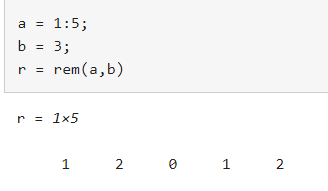 a = 1:5;
b = 3;
r = rem(a,b)
r = 1×5
1 2 0 1 2